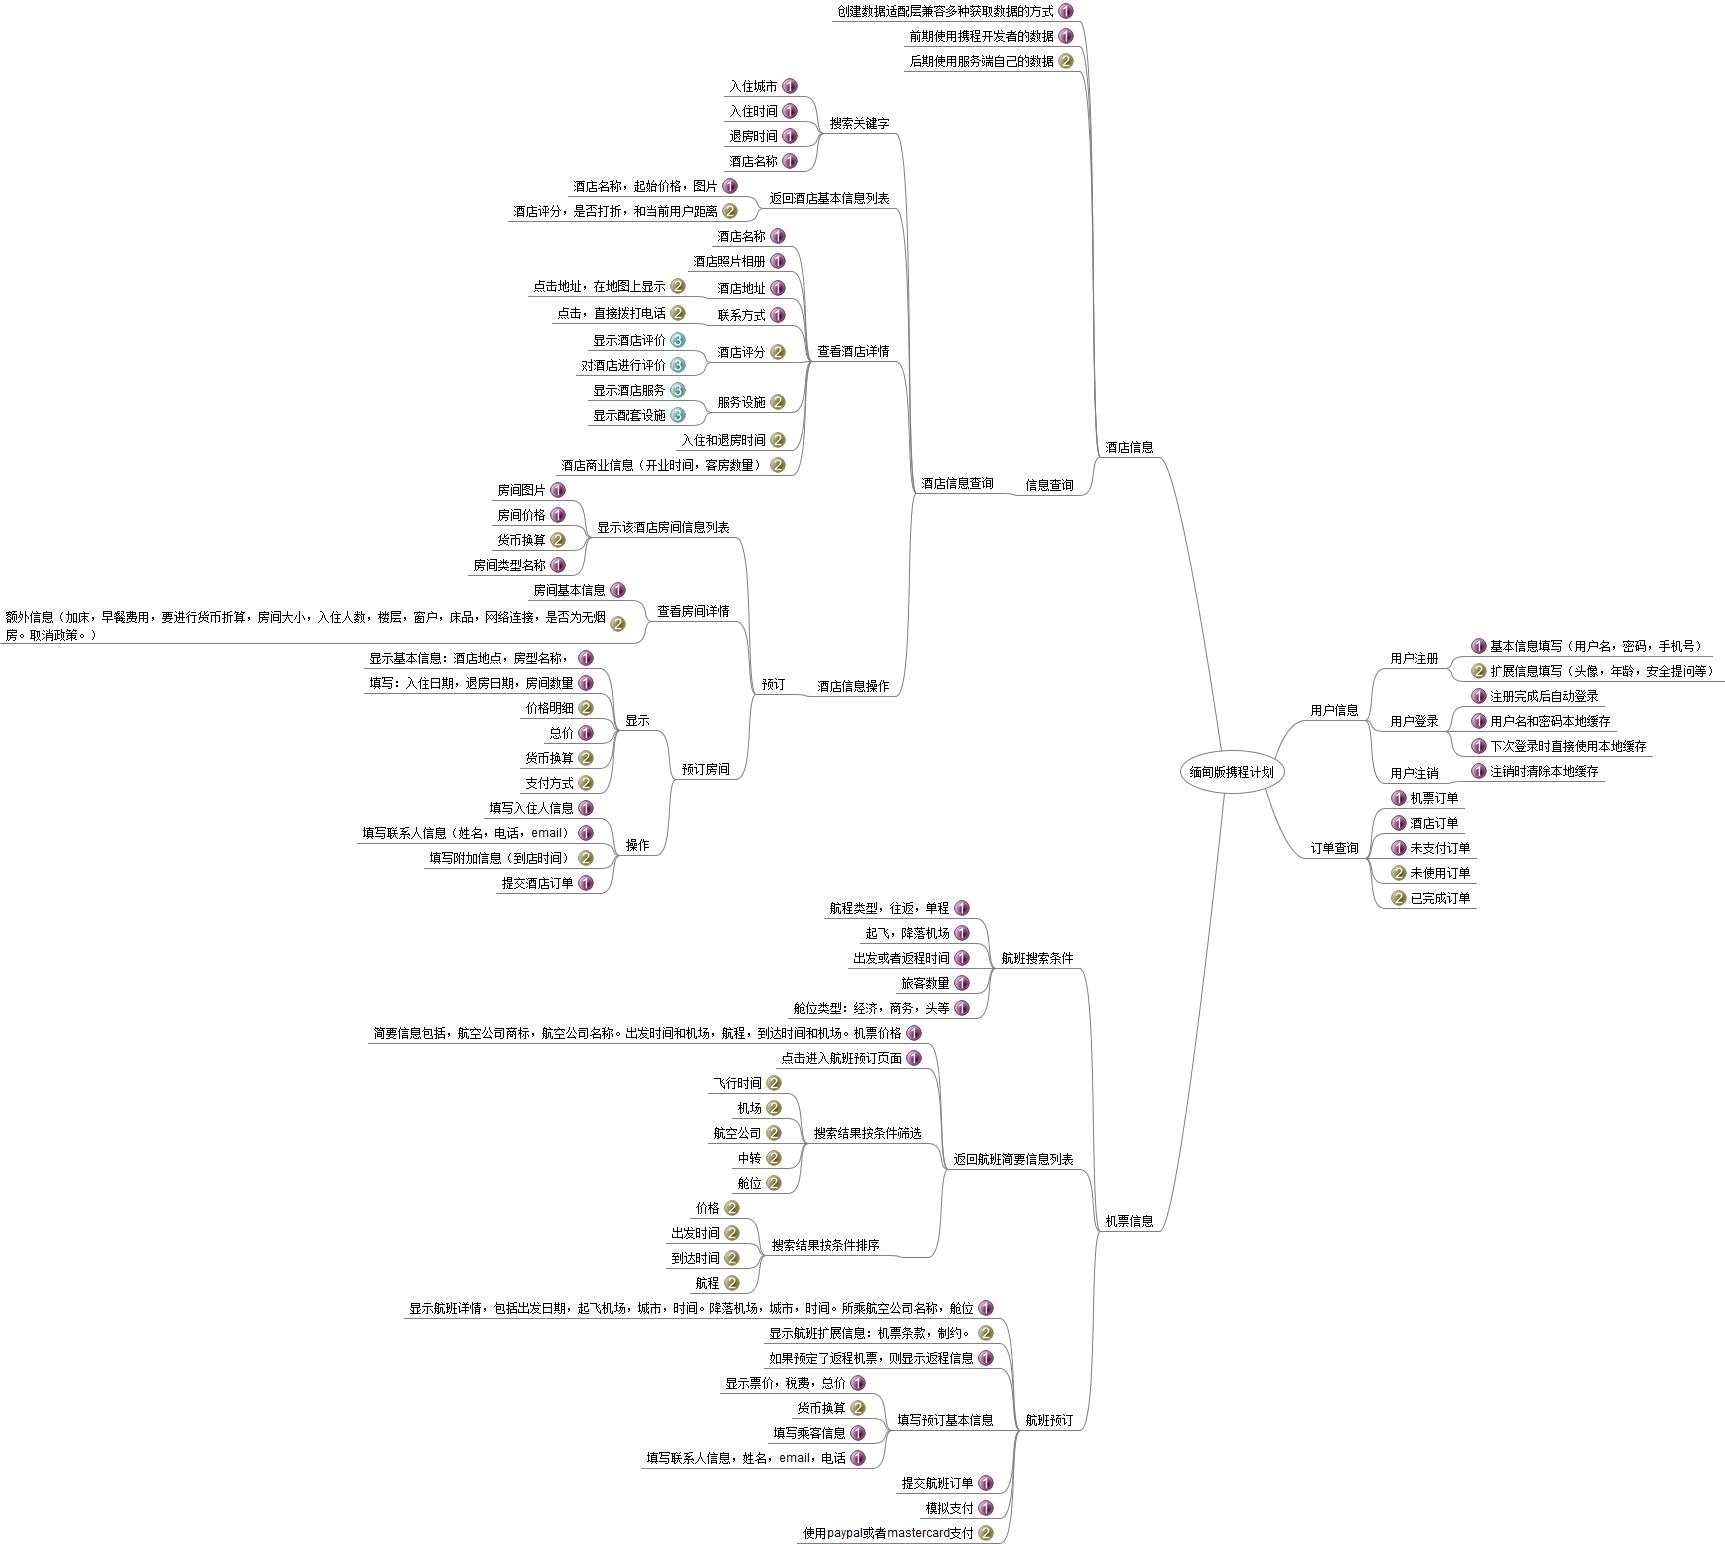 创建数据适配层兼容多种获取数据的方式 1
前期使用携程开发者的数据 1
后期使用服务端自己的数据 2
入住城市 1
入住时间 1
搜索关键字
退房时间 1
酒店名称 1
酒店名称，起始价格，图片 1
返回酒店基本信息列表
酒店评分，是否打折，和当前用户距离 2
酒店名称 1
酒店照片相册 1
点击地址，在地图上显示 2
酒店地址 1
点击，直接拨打电话 2
联系方式 1
显示酒店评价 3
酒店评分 2
查看酒店详情
对酒店进行评价 3
显示酒店服务 3
服务设施 2
显示配套设施 3
入住和退房时间 2
酒店商业信息（开业时间，客房数量） 2
酒店信息
酒店信息查询
信息查询
房间图片 1
房间价格 1
显示该酒店房间信息列表
货币换算 2
房间类型名称 1
房间基本信息 1
查看房间详情
额外信息（加床，早餐费用，要进行货币折算，房间大小，入住人数，楼层，窗户，床品，网络连接，是否为无烟
房。取消政策。） 2
显示基本信息：酒店地点，房型名称， 1
填写：入住日期，退房日期，房间数量 1
预订
酒店信息操作
价格明细 2
显示
总价 1
货币换算 2
预订房间
支付方式 2
填写入住人信息 1
填写联系人信息（姓名，电话，email） 1
操作
填写附加信息（到店时间） 2
提交酒店订单 1
缅甸版携程计划
用户信息
用户注册
1 基本信息填写（用户名，密码，手机号）
2 扩展信息填写（头像，年龄，安全提问等）
用户登录
1 注册完成后自动登录
1 用户名和密码本地缓存
1 下次登录时直接使用本地缓存
用户注销
1 注销时清除本地缓存
订单查询
1 机票订单
1 酒店订单
1 未支付订单
2 未使用订单
2 已完成订单
航程类型，往返，单程 1
起飞，降落机场 1
出发或者返程时间 1
航班搜索条件
旅客数量 1
舱位类型：经济，商务，头等 1
简要信息包括，航空公司商标，航空公司名称。出发时间和机场，航程，到达时间和机场。机票价格 1
点击进入航班预订页面 1
飞行时间 2
机场 2
航空公司 2
搜索结果按条件筛选
中转 2
舱位 2
返回航班简要信息列表
价格 2
出发时间 2
搜索结果按条件排序
到达时间 2
航程 2
机票信息
显示航班详情，包括出发日期，起飞机场，城市，时间。降落机场，城市，时间。所乘航空公司名称，舱位 1
显示航班扩展信息：机票条款，制约。 2
如果预定了返程机票，则显示返程信息 1
显示票价，税费，总价 1
货币换算 2
填写预订基本信息
航班预订
填写乘客信息 1
填写联系人信息，姓名，email，电话 1
提交航班订单 1
模拟支付 1
使用paypal或者mastercard支付 2